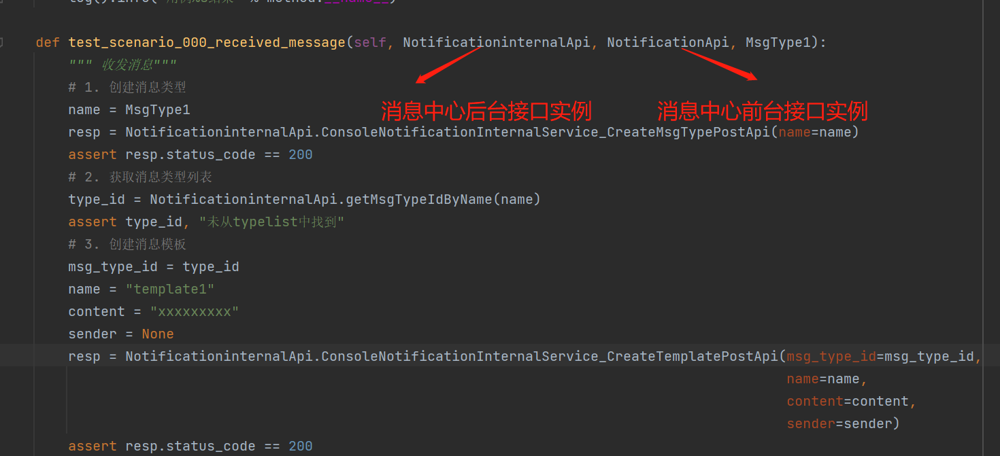 def test_scenario_000_received_message(self, NotificationinternalApi, NotificationApi, MsgType1):
""" 收发消息"""
# 1. 创建消息类型
name = MsgType1
消息中心后台接口实例 消息中心前台接口实例
resp = NotificationinternalApi.ConsoleNotificationInternalService_CreateMsgTypePostApi(name=name)
assert resp.status_code == 200
# 2. 获取消息类型列表
type_id = NotificationinternalApi.getMsgTypeIdByName(name)
assert type_id, "未从typelist中找到"
# 3. 创建消息模板
msg_type_id = type_id
name = "template1"
content = "xxxxxxxxx"
sender = None
resp = NotificationinternalApi.ConsoleNotificationInternalService_CreateTemplatePostApi(msg_type_id=msg_type_id,
name=name,
content=content,
sender=sender)
assert resp.status_code == 200